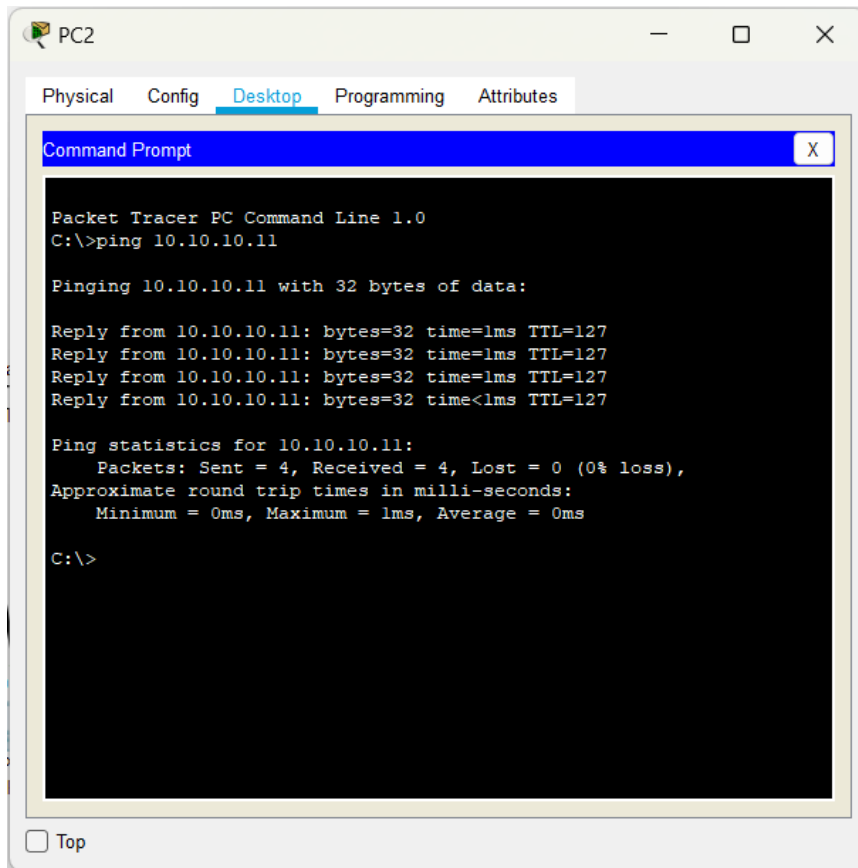 PC2
Physical Config Desktop Programming Attributes
Command Prompt X
Packet Tracer PC Command Line 1.0
C:\>ping 10.10.10.11
Pinging 10.10.10.11 with 32 bytes of data:
Reply from 10.10.10.11: bytes=32 time=1ms TTL=127
Reply from 10.10.10.11: bytes=32 time=1ms TTL=127
Reply from 10.10.10.11: bytes=32 time=1ms TTL=127
Reply from 10.10.10.11: bytes=32 time<1ms TTL=127
Ping statistics for 10.10.10.11:
Packets: Sent = 4, Received = 4, Lost = 0 (0% loss),
Approximate round trip times in milli-seconds:
Minimum = 0ms, Maximum = 1ms, Average = 0ms
C:\>
Top